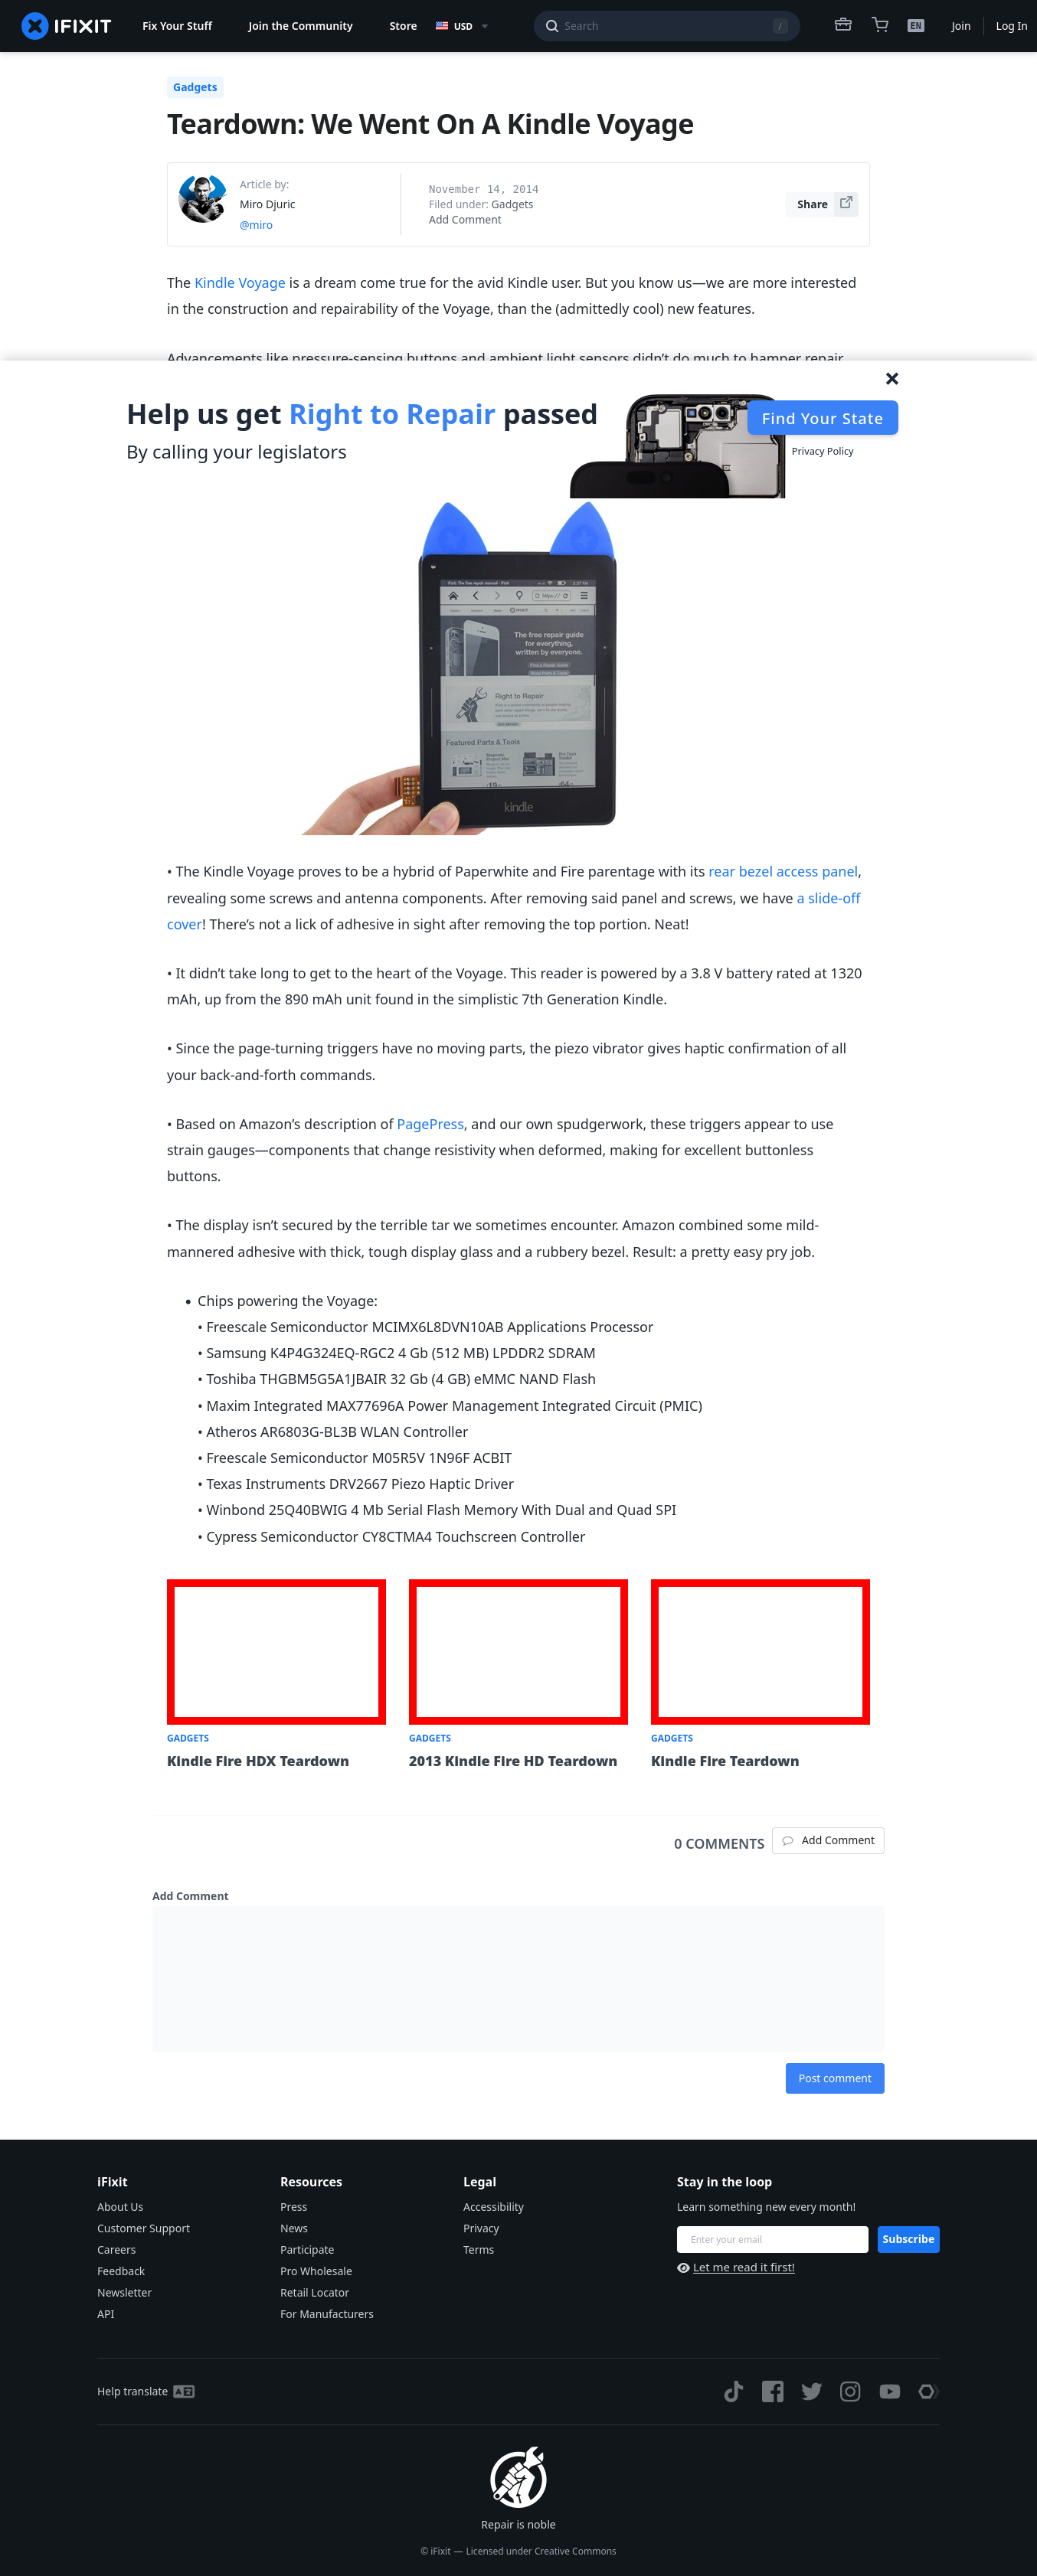 IFIXIT
Fix Your Stuff
Join the Community
Store
USD
Search
/
EN
Join
Log In
Gadgets
Teardown: We Went On A Kindle Voyage
Article by:
Miro Djuric
@miro
November 14, 2014
Filed under: Gadgets
Add Comment
Share
The Kindle Voyage is a dream come true for the avid Kindle user. But you know us—we are more interested
in the construction and repairability of the Voyage, than the (admittedly cool) new features.
Advancements like pressure-sensing buttons and ambient light sensors didn’t do much to hamper repair
Help us get Right to Repair passed
By calling your legislators
Find Your State
Privacy Policy
The free repair guide
for everything,
written by everyone.
Right to Repair
Featured Parts & Tools
kindle
• The Kindle Voyage proves to be a hybrid of Paperwhite and Fire parentage with its rear bezel access panel,
revealing some screws and antenna components. After removing said panel and screws, we have a slide-off
cover! There’s not a lick of adhesive in sight after removing the top portion. Neat!
• It didn’t take long to get to the heart of the Voyage. This reader is powered by a 3.8 V battery rated at 1320
mAh, up from the 890 mAh unit found in the simplistic 7th Generation Kindle.
• Since the page-turning triggers have no moving parts, the piezo vibrator gives haptic confirmation of all
your back-and-forth commands.
• Based on Amazon’s description of PagePress, and our own spudgerwork, these triggers appear to use
strain gauges—components that change resistivity when deformed, making for excellent buttonless
buttons.
• The display isn’t secured by the terrible tar we sometimes encounter. Amazon combined some mild-
mannered adhesive with thick, tough display glass and a rubbery bezel. Result: a pretty easy pry job.
• Chips powering the Voyage:
• Freescale Semiconductor MCIMX6L8DVN10AB Applications Processor
• Samsung K4P4G324EQ-RGC2 4 Gb (512 MB) LPDDR2 SDRAM
• Toshiba THGBM5G5A1JBAIR 32 Gb (4 GB) eMMC NAND Flash
• Maxim Integrated MAX77696A Power Management Integrated Circuit (PMIC)
• Atheros AR6803G-BL3B WLAN Controller
• Freescale Semiconductor M05R5V 1N96F ACBIT
• Texas Instruments DRV2667 Piezo Haptic Driver
• Winbond 25Q40BWIG 4 Mb Serial Flash Memory With Dual and Quad SPI
• Cypress Semiconductor CY8CTMA4 Touchscreen Controller
GADGETS
Kindle Fire HDX Teardown
GADGETS
2013 Kindle Fire HD Teardown
GADGETS
Kindle Fire Teardown
0 COMMENTS
Add Comment
Add Comment
Post comment
iFixit
About Us
Customer Support
Careers
Feedback
Newsletter
API
Resources
Press
News
Participate
Pro Wholesale
Retail Locator
For Manufacturers
Legal
Accessibility
Privacy
Terms
Stay in the loop
Learn something new every month!
Enter your email
Subscribe
Let me read it first!
Help translate
Repair is noble
© iFixit — Licensed under Creative Commons